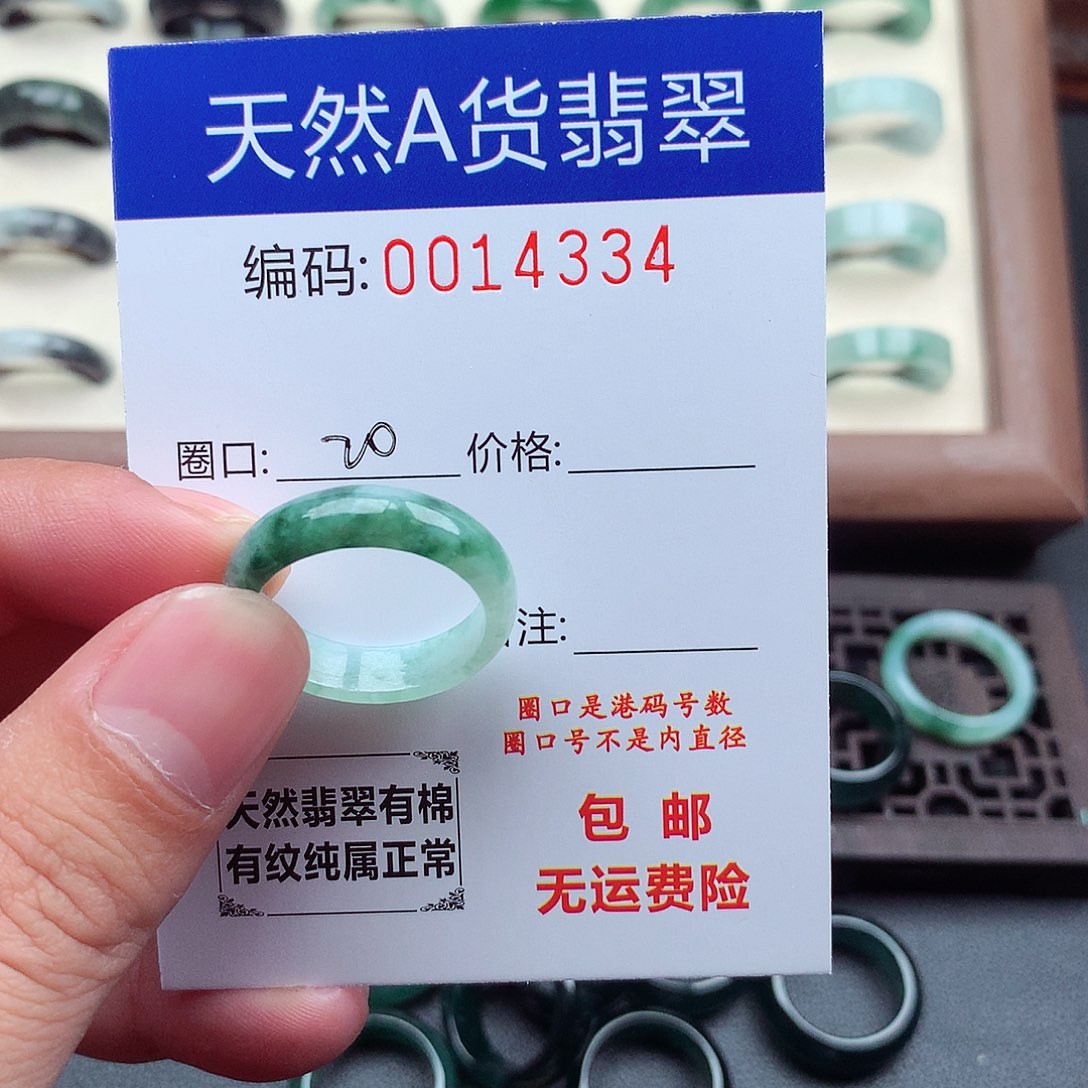 天然A货翡翠
编码:0014334
圈口: 20 价格:
注:
圈口是港码号数
圈口号不是内直径
天然翡翠有棉
有纹纯属正常
包 邮
无运费险